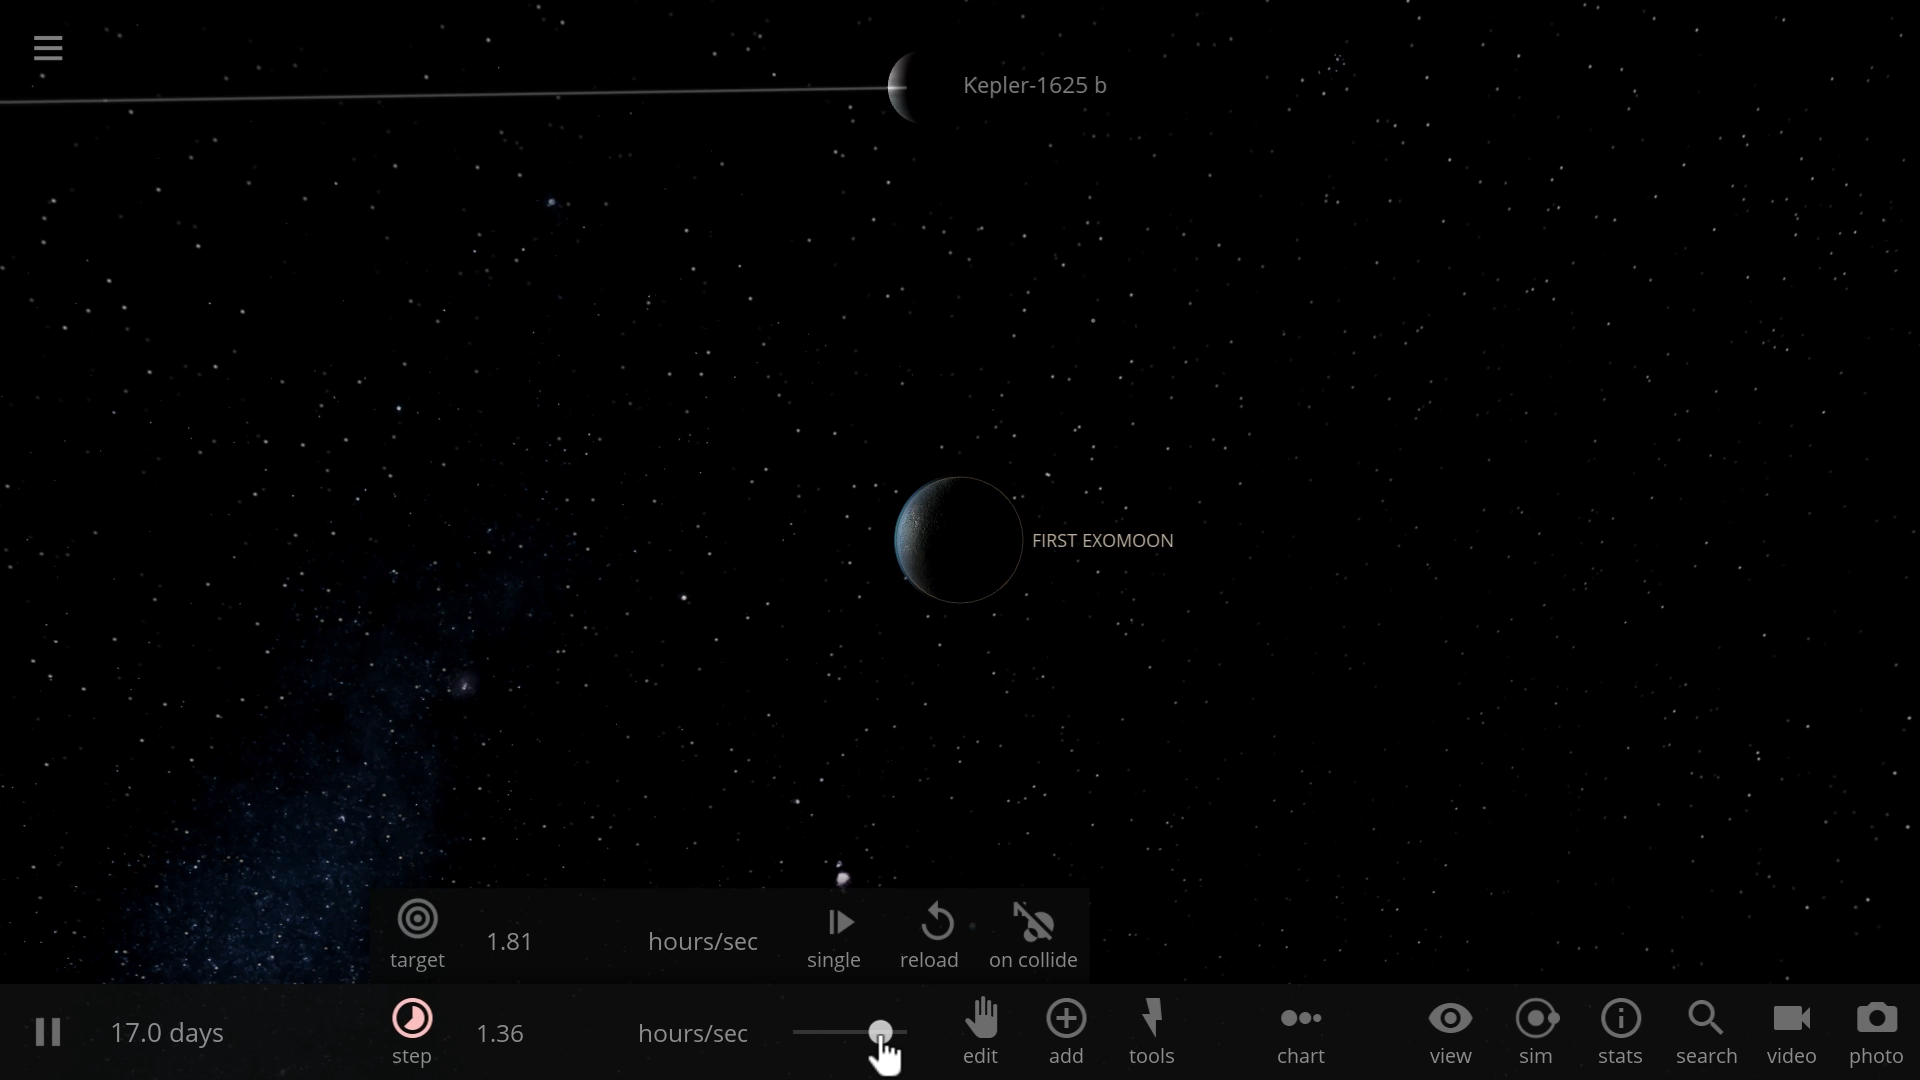 Kepler-1625 b
FIRST EXOMOON
target
1.81
hours/sec
single
reload
on collide
17.0 days
step
1.36
hours/sec
edit
add
tools
chart
view
sim
stats
search
video
photo